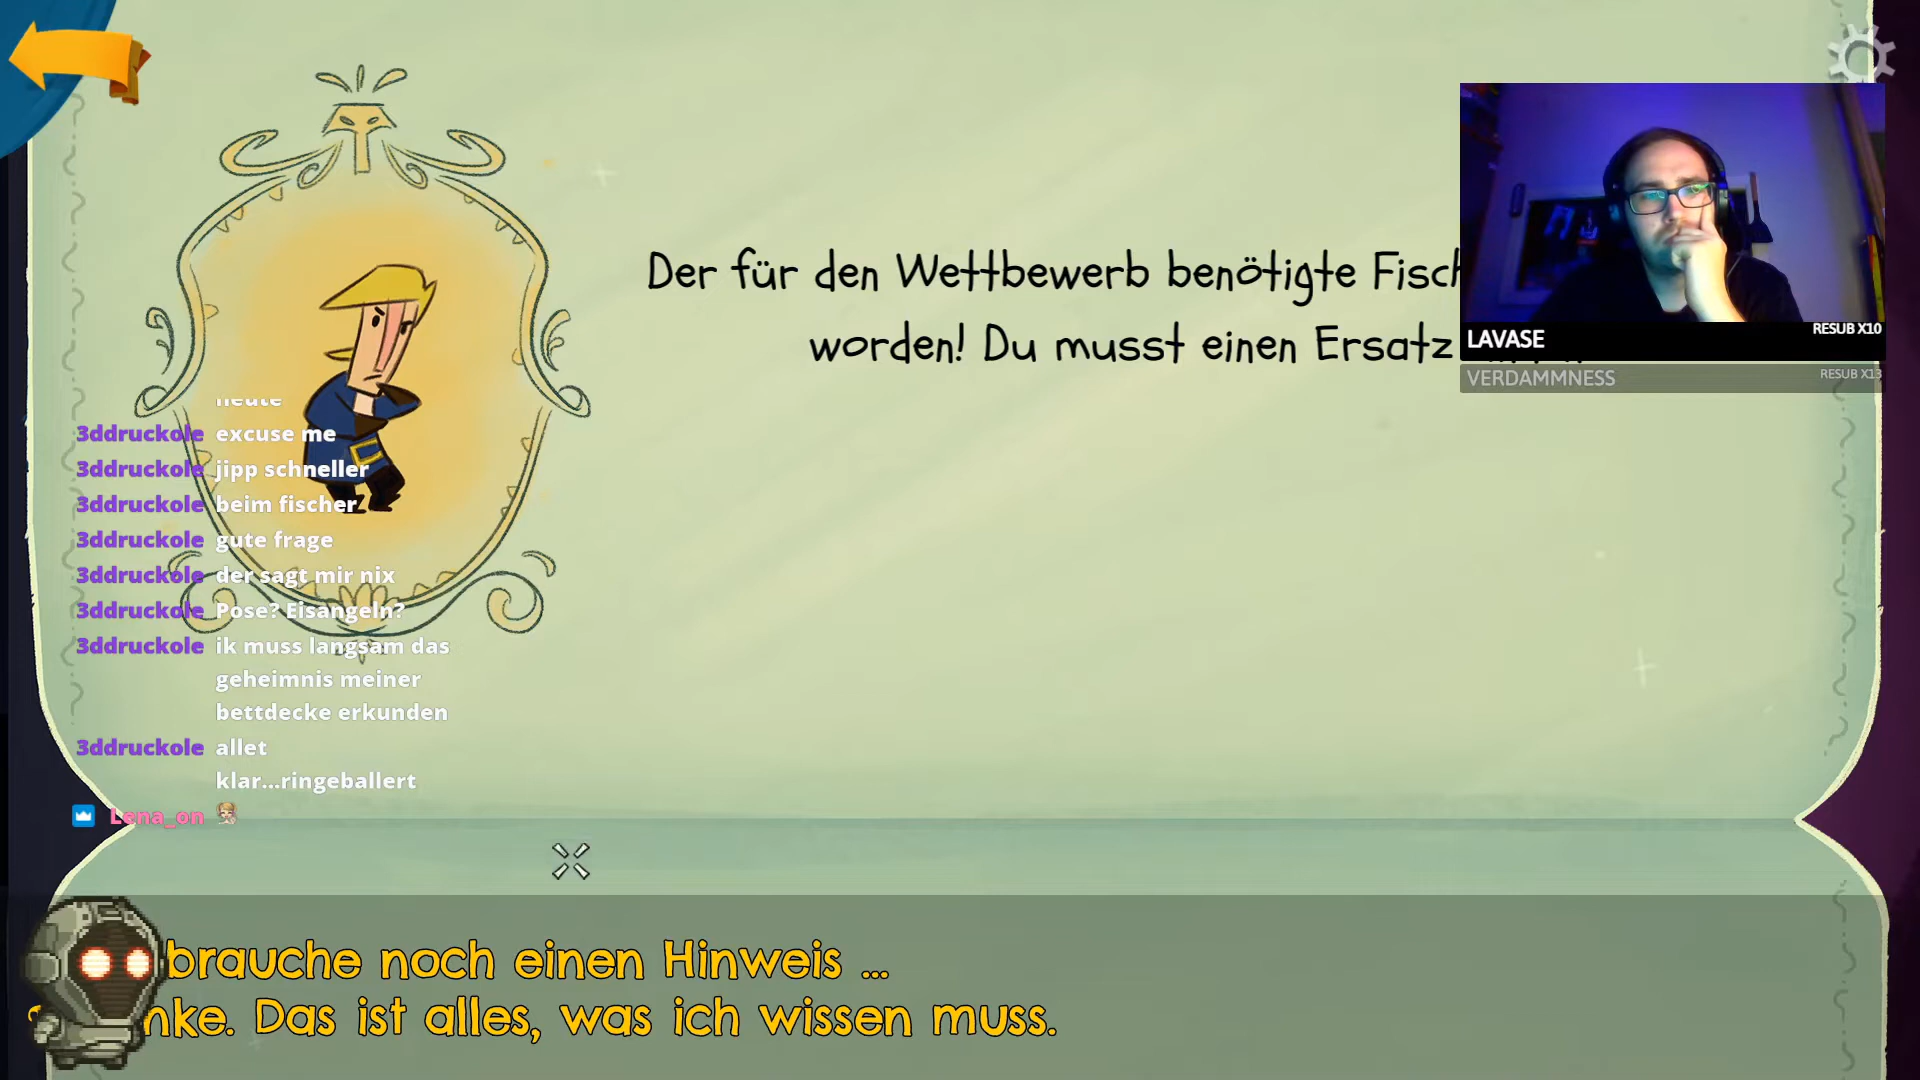 Der für den Wettbewerb benötigte Fisch
worden! Du musst einen Ersatz
LAVASE RESUB X10
VERDAMMNESS RESUB X13
heute
3ddruckole excuse me
3ddruckole jipp schneller
3ddruckole beim fischer
3ddruckole gute frage
3ddruckole der sagt mir nix
3ddruckole Pose? Eisangeln?
3ddruckole ik muss langsam das
geheimnis meiner
bettdecke erkunden
3ddruckole allet
klar...ringeballert
Lena_on
brauche noch einen Hinweis ...
nke. Das ist alles, was ich wissen muss.